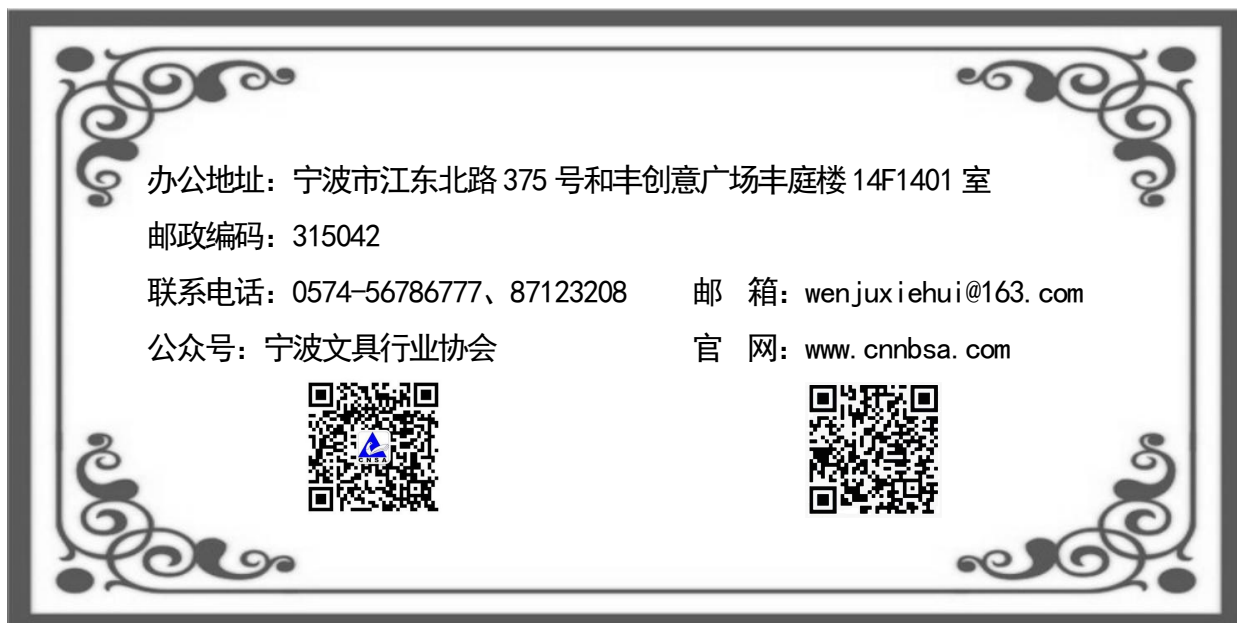 办公地址：宁波市江东北路 375 号和丰创意广场丰庭楼 14F1401 室
邮政编码：315042
联系电话：0574-56786777、87123208 邮 箱：wenjuxiehui@163.com
公众号：宁波文具行业协会 官 网：www.cnnbsa.com
CNSA